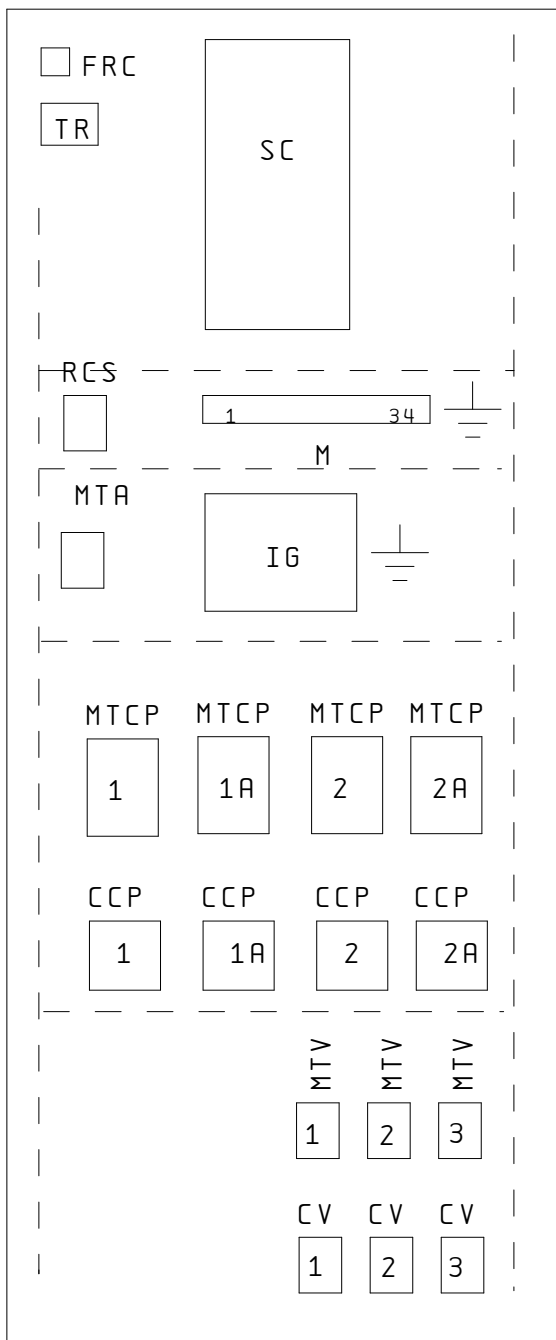 FRC
TR
SC
RCS
1 34
M
MTA
IG
MTCP MTCP MTCP MTCP
1 1A 2 2A
CCP CCP CCP CCP
1 1A 2 2A
MTV MTV MTV
1 2 3
CV CV CV
1 2 3